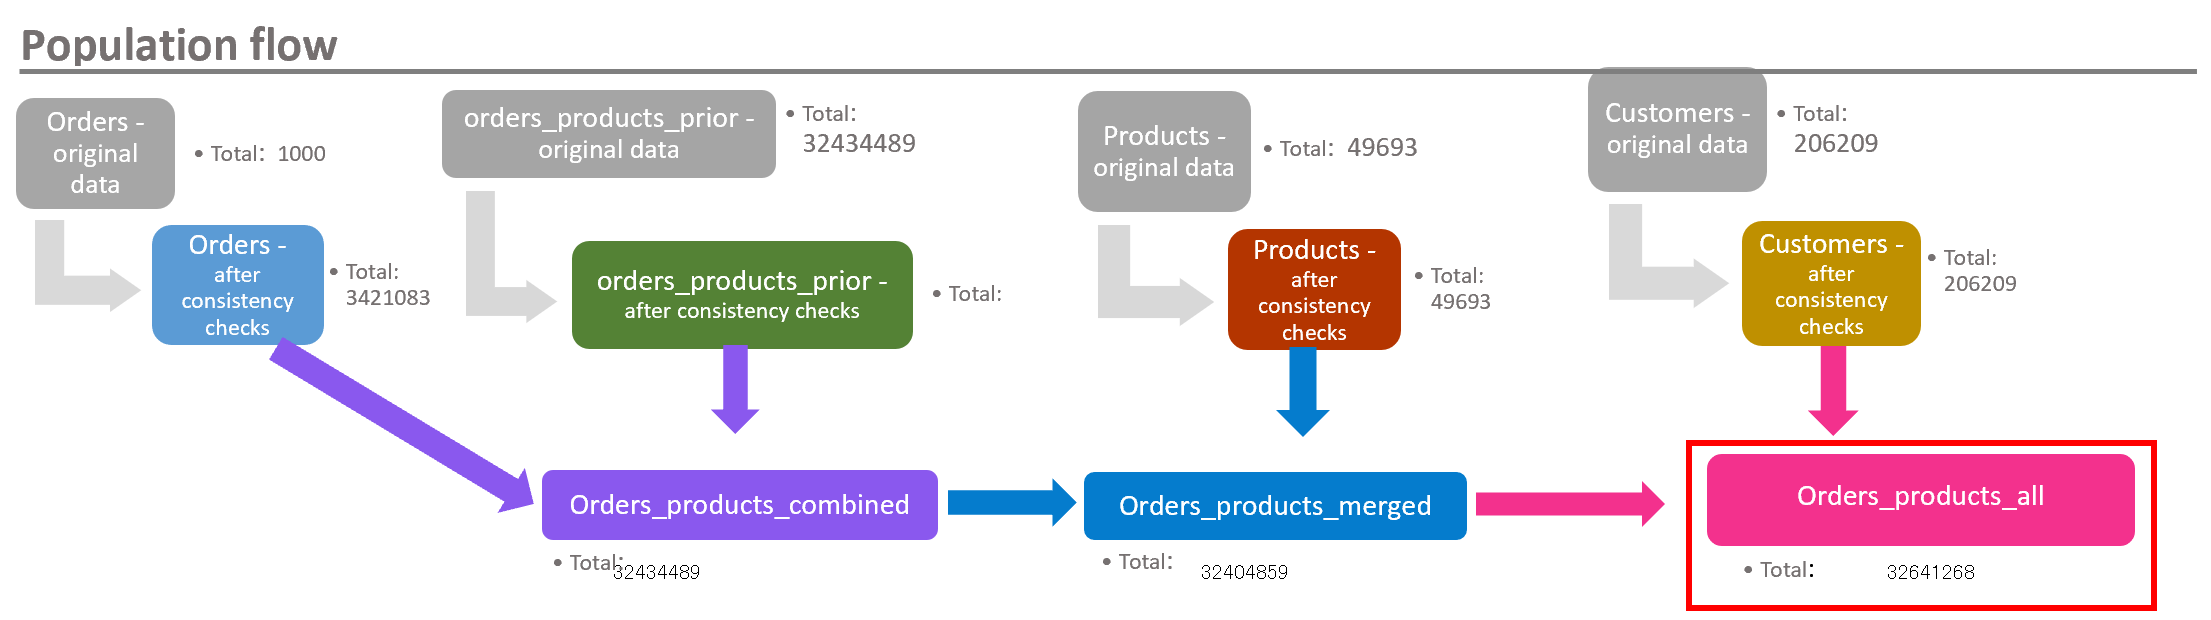 Population flow
Orders -
original
data
• Total: 1000
orders_products_prior -
original data
• Total:
32434489
Products -
original data
• Total: 49693
Customers -
original data
• Total:
206209
Orders -
after
consistency
checks
• Total:
3421083
orders_products_prior -
after consistency checks
• Total:
Products -
after
consistency
checks
• Total:
49693
Customers -
after
consistency
checks
• Total:
206209
Orders_products_combined
• Total:
32434489
Orders_products_merged
• Total:
32404859
Orders_products_all
• Total:
32641268